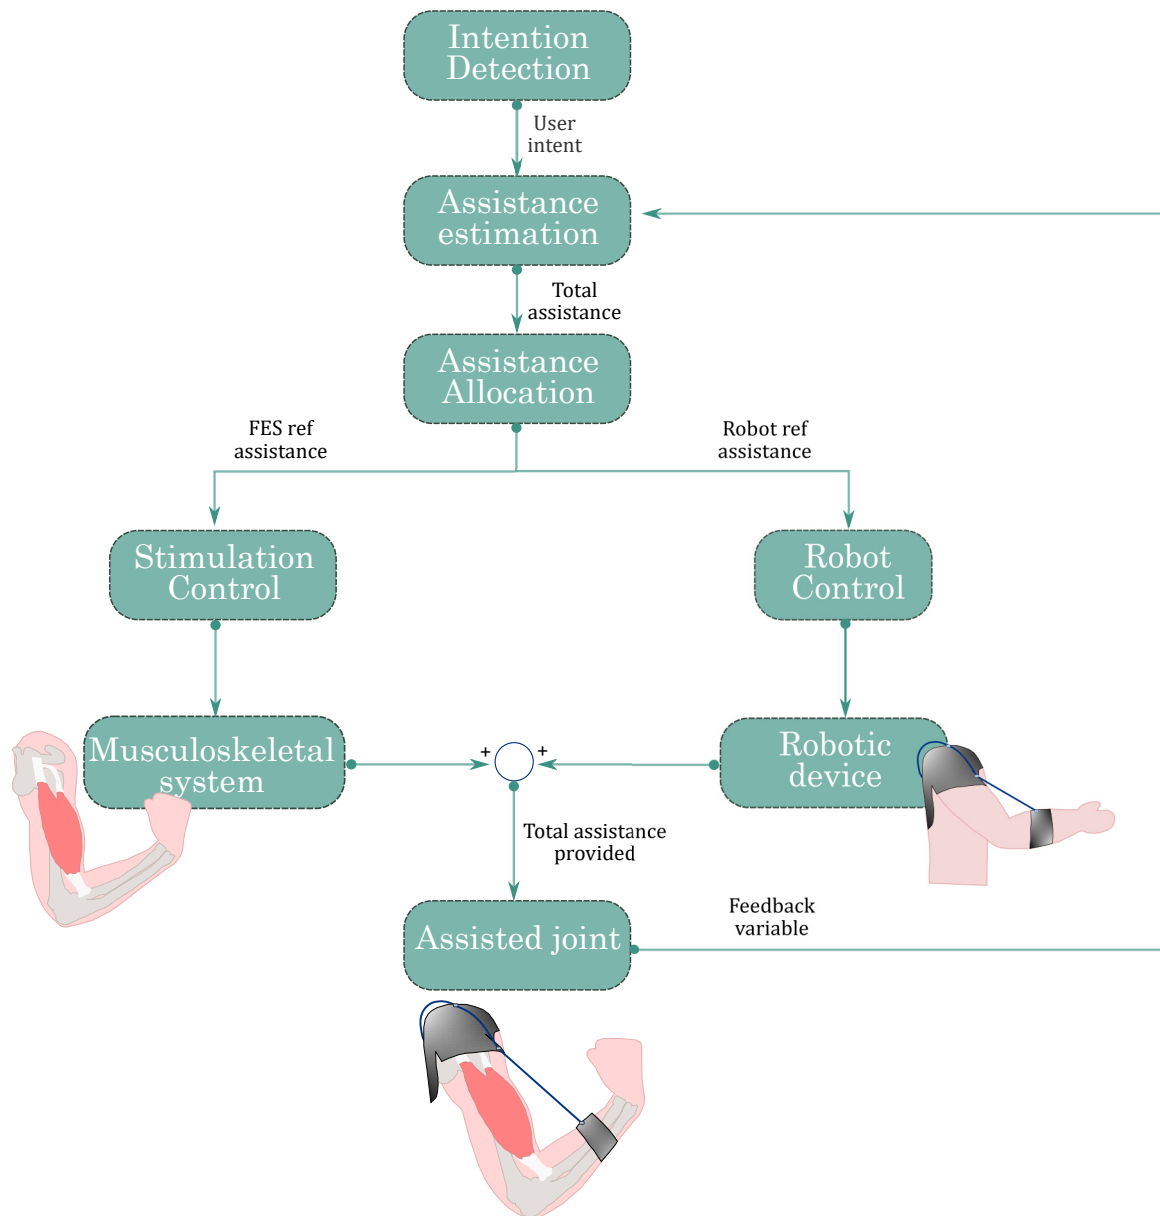 Intention
Detection
User
intent
Assistance
estimation
Total
assistance
Assistance
Allocation
FES ref
assistance
Robot ref
assistance
Stimulation
Control
Robot
Control
Musculoskeletal
system
+
+
Robotic
device
Total assistance
provided
Assisted joint
Feedback
variable